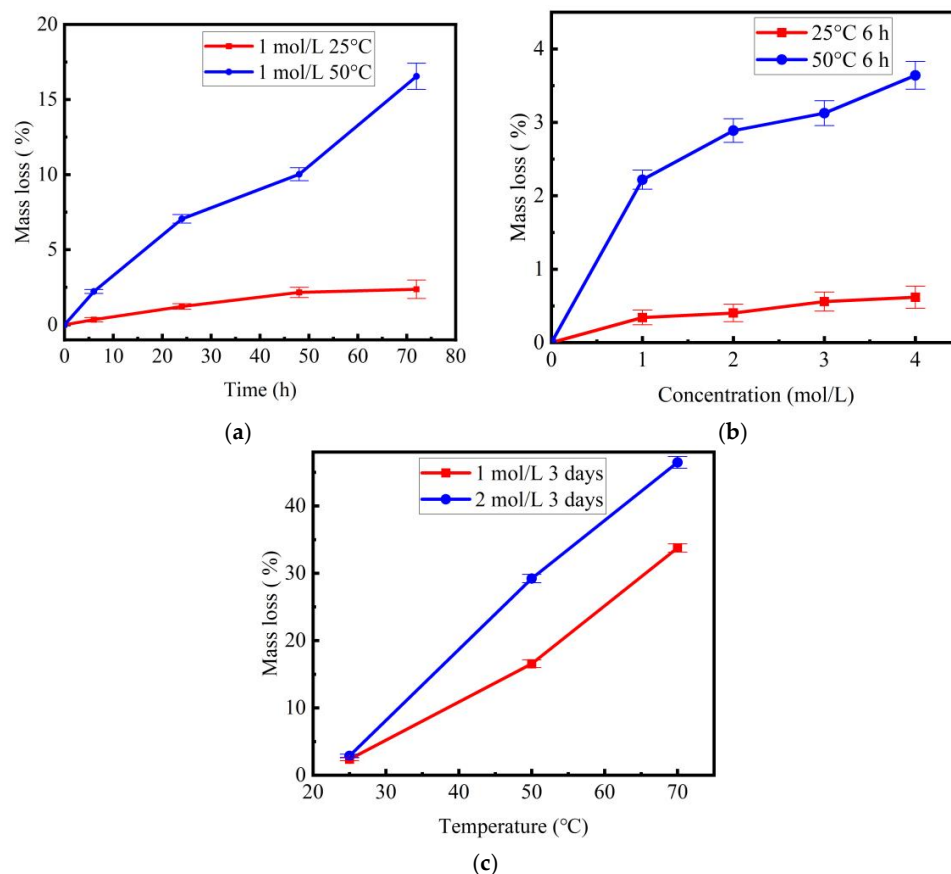 20
15
10
5
0
Mass loss ( %)
1 mol/L 25°C
1 mol/L 50°C
0 10 20 30 40 50 60 70 80
Time (h)
(a)
4
3
2
1
0
Mass loss ( %)
25°C 6 h
50°C 6 h
0 1 2 3 4
Concentration (mol/L)
(b)
40
30
20
10
0
Mass loss ( %)
1 mol/L 3 days
2 mol/L 3 days
20 30 40 50 60 70
Temperature (°C)
(c)